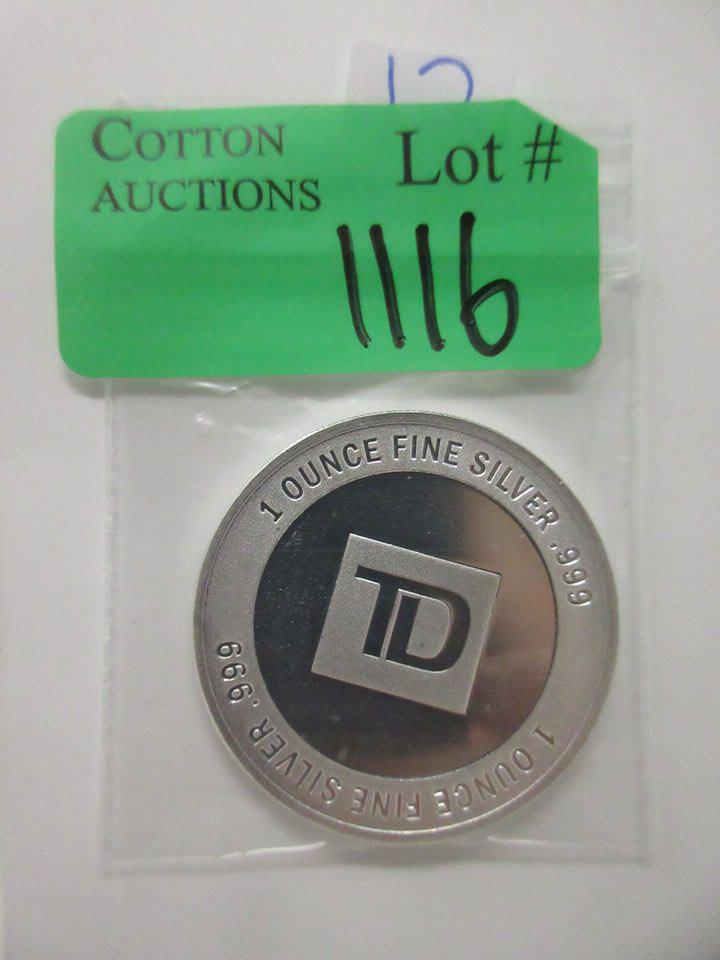 12
COTTON AUCTIONS
Lot #
1116
1 OUNCE FINE SILVER .999
TD
1 OUNCE FINE SILVER .999